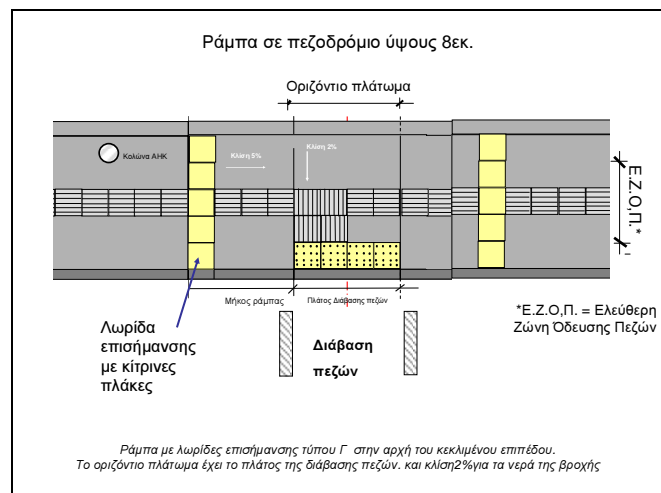 Ράμπα σε πεζοδρόμιο ύψους 8εκ.
Οριζόντιο πλάτωμα
Κολώνα ΑΗΚ
Κλίση 5%
Κλίση 2%
Ε.Ζ.Ο,Π.*
Μήκος ράμπας
Πλάτος Διάβασης πεζών
Λωρίδα
επισήμανσης
με κίτρινες
πλάκες
Διάβαση
πεζών
*Ε.Ζ.Ο,Π. = Ελεύθερη
Ζώνη Όδευσης Πεζών
Ράμπα με λωρίδες επισήμανσης τύπου Γ στην αρχή του κεκλιμένου επιπέδου.
Το οριζόντιο πλάτωμα έχει το πλάτος της διάβασης πεζών. και κλίση2%για τα νερά της βροχής